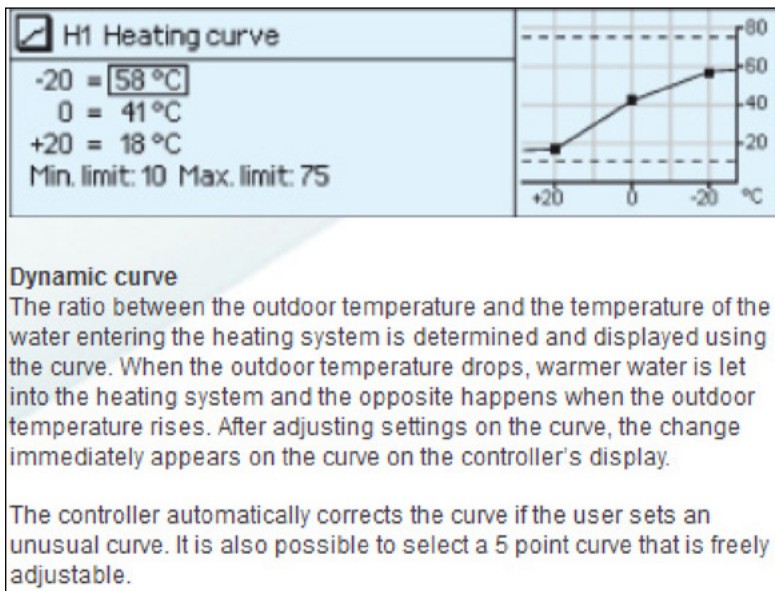 H1 Heating curve
-20 = 58 °C
0 = 41 °C
+20 = 18 °C
Min. limit: 10 Max. limit: 75
80
60
40
20
+20 0 -20 °C
Dynamic curve
The ratio between the outdoor temperature and the temperature of the
water entering the heating system is determined and displayed using
the curve. When the outdoor temperature drops, warmer water is let
into the heating system and the opposite happens when the outdoor
temperature rises. After adjusting settings on the curve, the change
immediately appears on the curve on the controller's display.
The controller automatically corrects the curve if the user sets an
unusual curve. It is also possible to select a 5 point curve that is freely
adjustable.